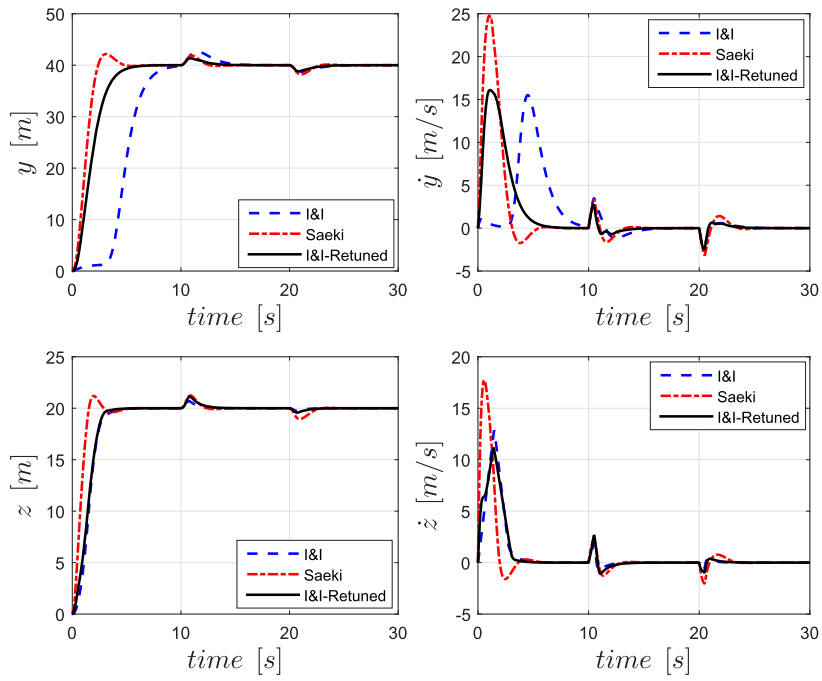 50
40
30
20
10
0
y [m]
I&I
Saeki
I&I-Retuned
0
10
20
30
time [s]
25
20
15
10
5
0
-5
ẏ [m/s]
I&I
Saeki
I&I-Retuned
0
10
20
30
time [s]
25
20
15
10
5
0
z [m]
I&I
Saeki
I&I-Retuned
0
10
20
30
time [s]
20
15
10
5
0
-5
ż [m/s]
I&I
Saeki
I&I-Retuned
0
10
20
30
time [s]